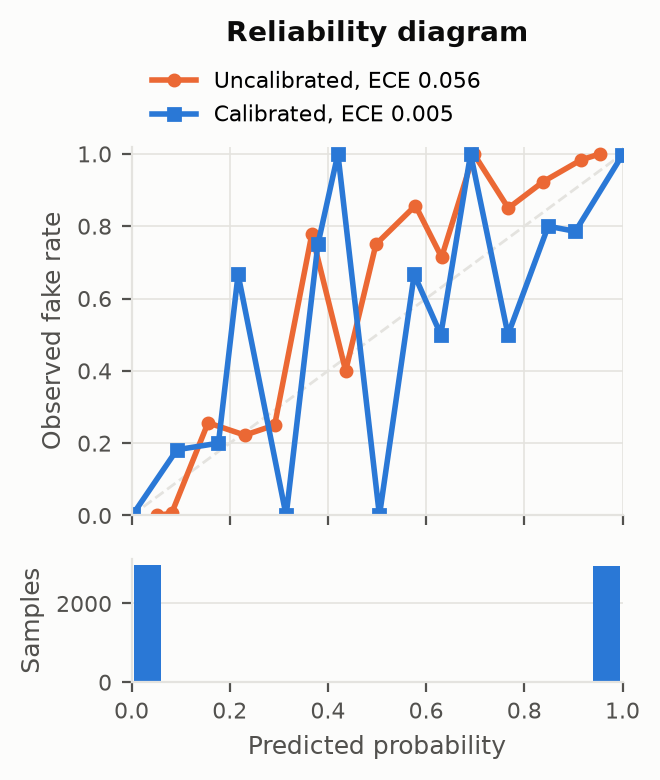 Reliability diagram
Uncalibrated, ECE 0.056
Calibrated, ECE 0.005
1.0
0.8
0.6
0.4
0.2
0.0
Observed fake rate
2000
0
Samples
0.0 0.2 0.4 0.6 0.8 1.0
Predicted probability